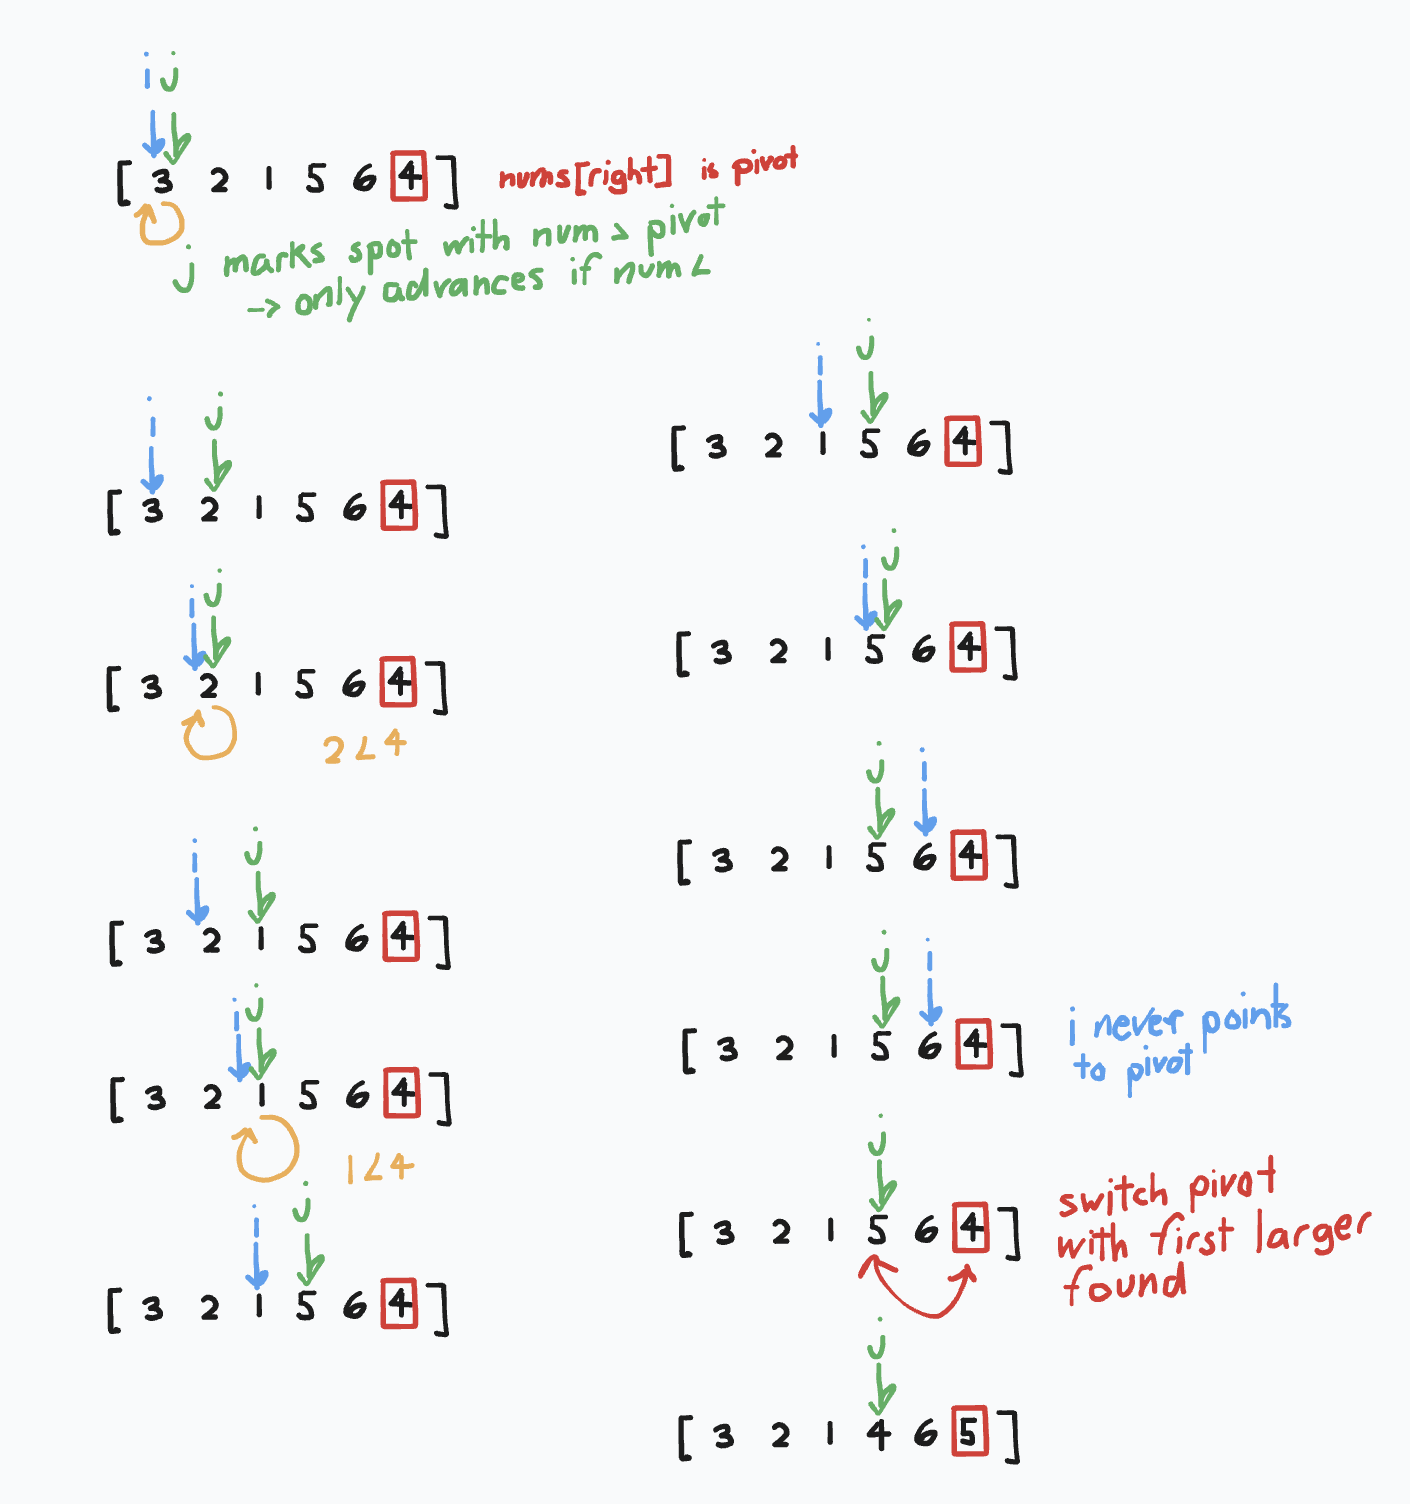 i j
[ 3 2 1 5 6 4 ] nums[right] is pivot
j marks spot with num > pivot
→ only advances if num <
i j
[ 3 2 1 5 6 4 ]
i j
[ 3 2 1 5 6 4 ]
2 < 4
i j
[ 3 2 1 5 6 4 ]
i j
[ 3 2 1 5 6 4 ]
1 < 4
i j
[ 3 2 1 5 6 4 ]
i j
[ 3 2 1 5 6 4 ]
i j
[ 3 2 1 5 6 4 ]
j i
[ 3 2 1 5 6 4 ]
j i
[ 3 2 1 5 6 4 ]
i never points
to pivot
j
[ 3 2 1 5 6 4 ]
switch pivot
with first larger
found
j
[ 3 2 1 4 6 5 ]